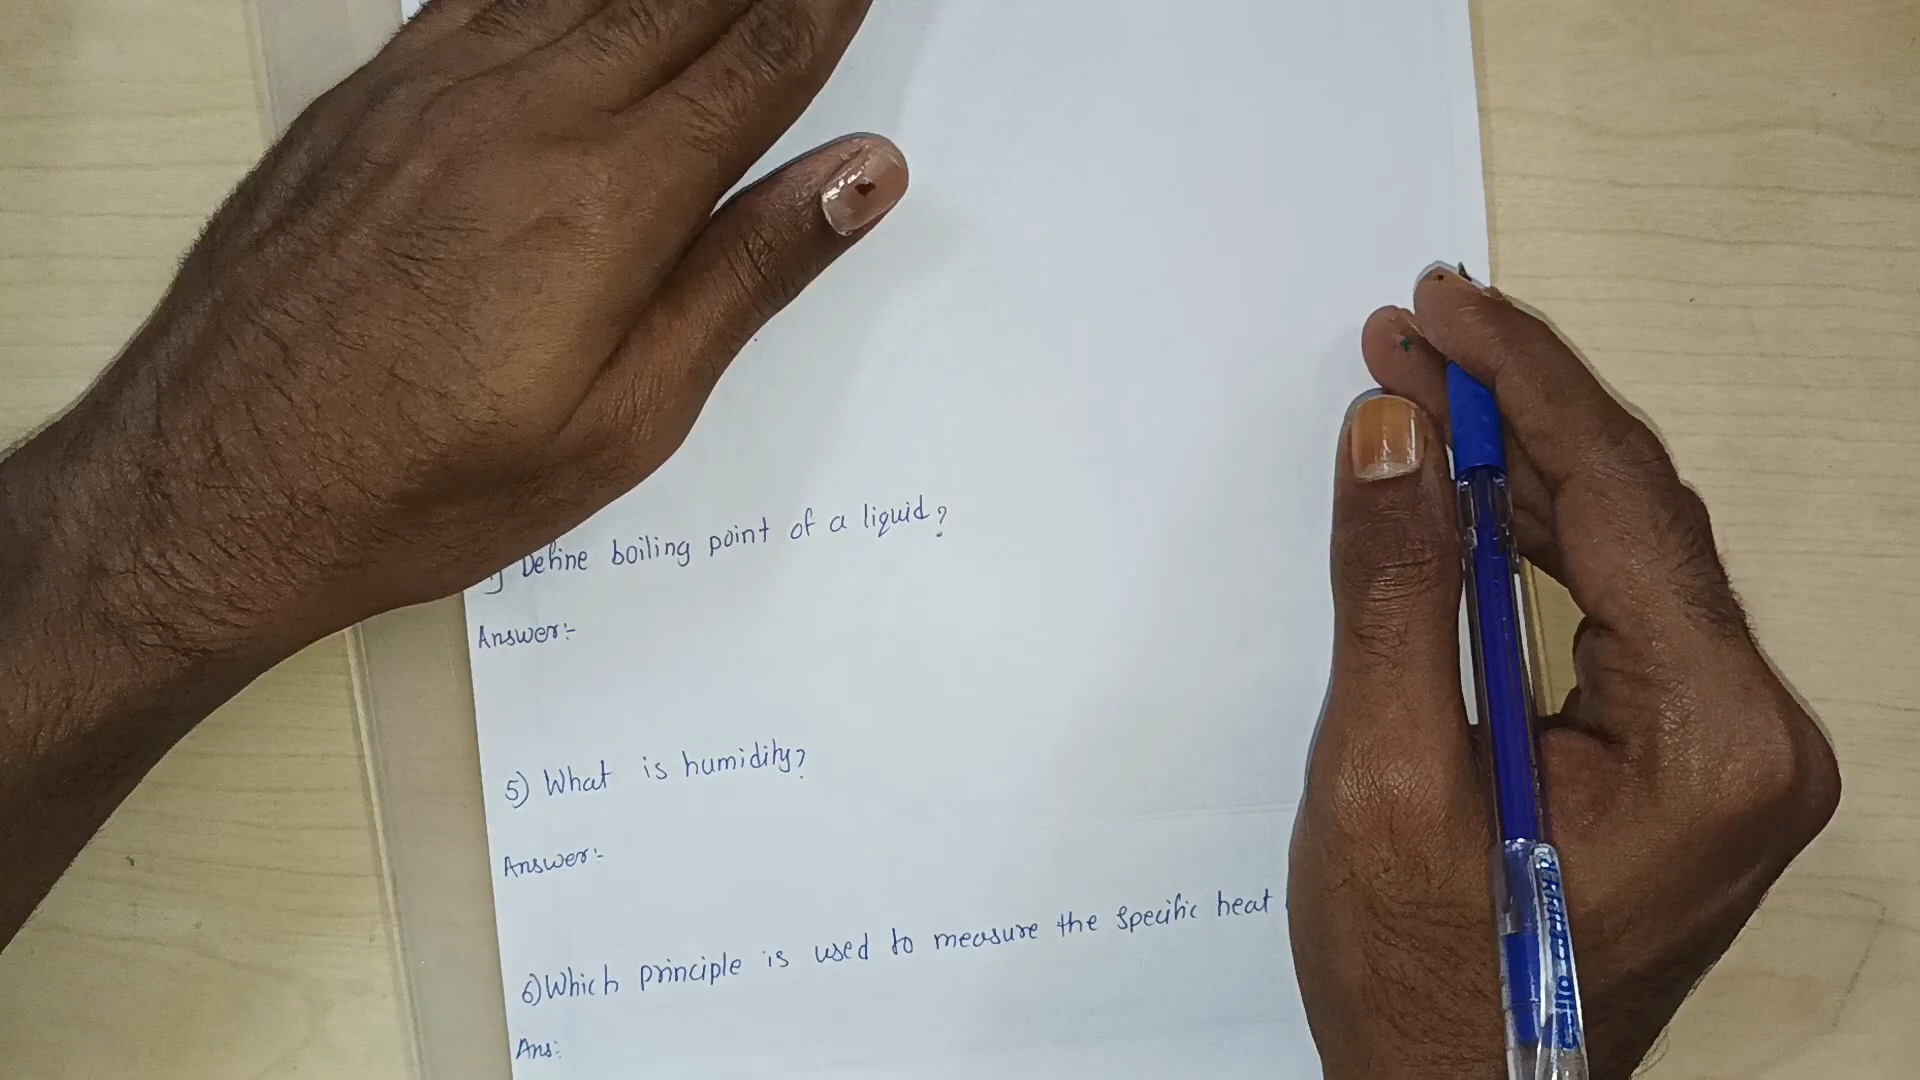 Define boiling point of a liquid?
Answer:-
5) What is humidity?
Answer:-
6) Which principle is used to measure the specific heat
Ans: